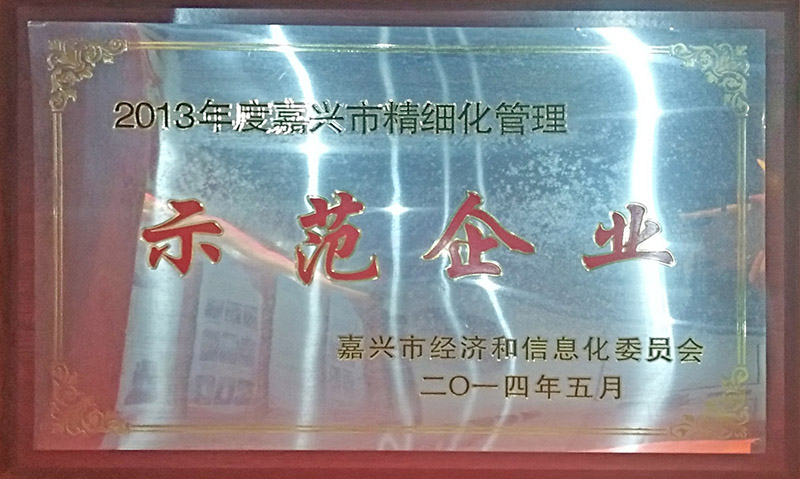 2013年度嘉兴市精细化管理
示范企业
嘉兴市经济和信息化委员会
二〇一四年五月